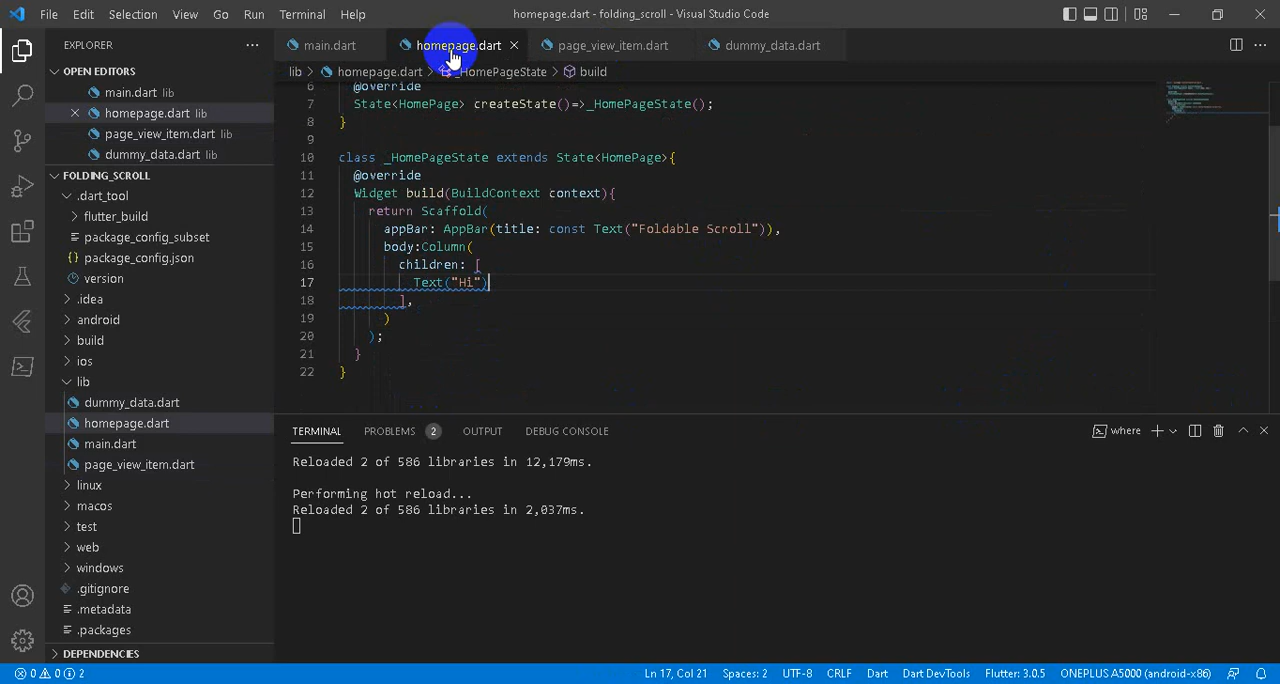 File Edit Selection View Go Run Terminal Help homepage.dart - folding_scroll - Visual Studio Code
EXPLORER
OPEN EDITORS
main.dart lib
homepage.dart lib
page_view_item.dart lib
dummy_data.dart lib
FOLDING_SCROLL
.dart_tool
flutter_build
package_config_subset
{} package_config.json
version
.idea
android
build
ios
lib
dummy_data.dart
homepage.dart
main.dart
page_view_item.dart
linux
macos
test
web
windows
.gitignore
.metadata
.packages
DEPENDENCIES
main.dart homepage.dart page_view_item.dart dummy_data.dart
lib > homepage.dart > _HomePageState > build
6 @override
7 State<HomePage> createState()=>_HomePageState();
8 }
9
10 class _HomePageState extends State<HomePage>{
11 @override
12 Widget build(BuildContext context){
13 return Scaffold(
14 appBar: AppBar(title: const Text("Foldable Scroll")),
15 body:Column(
16 children: [
17 Text("Hi")
18 ],
19 )
20 );
21 }
22 }
TERMINAL PROBLEMS 2 OUTPUT DEBUG CONSOLE where
Reloaded 2 of 586 libraries in 12,179ms.
Performing hot reload...
Reloaded 2 of 586 libraries in 2,037ms.
0 0 2 Ln 17, Col 21 Spaces: 2 UTF-8 CRLF Dart Dart DevTools Flutter: 3.0.5 ONEPLUS A5000 (android-x86)